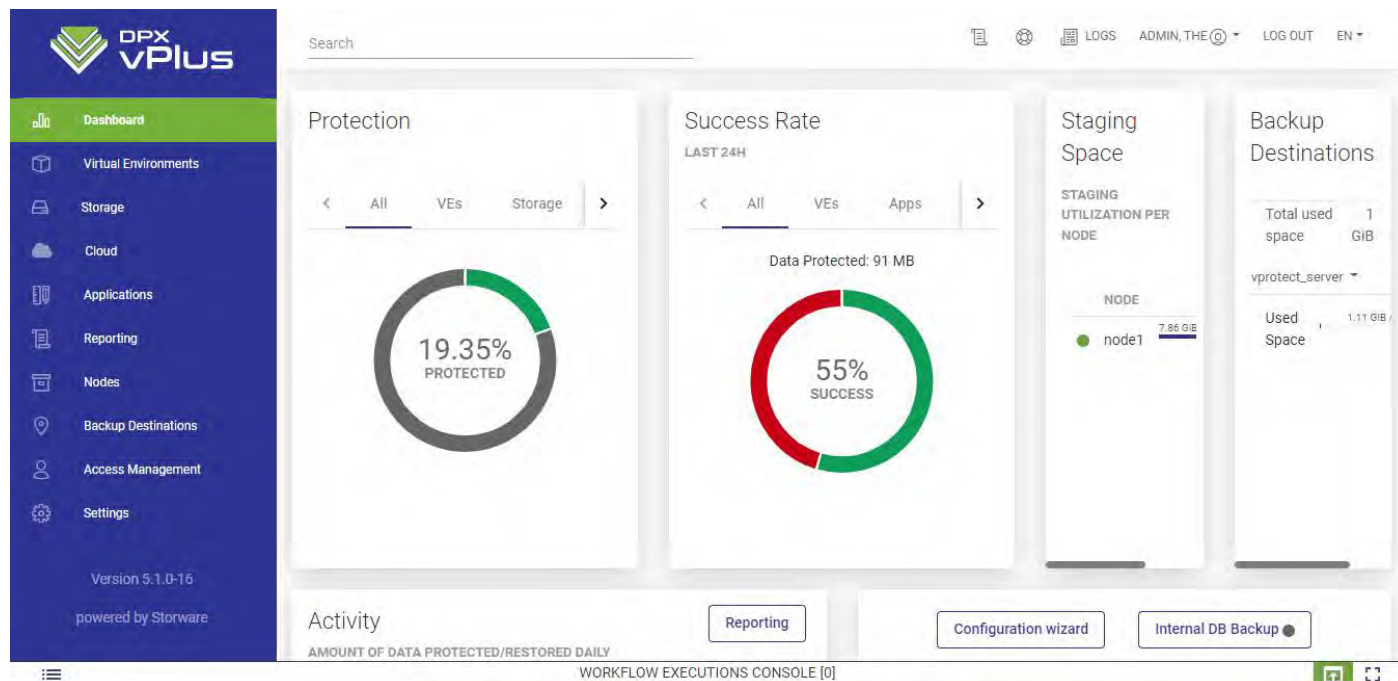 DPX
vPlus
Dashboard
Virtual Environments
Storage
Cloud
Applications
Reporting
Nodes
Backup Destinations
Access Management
Settings
Version 5.1.0-16
powered by Storware
Search
LOGS
ADMIN, THE
LOG OUT
EN
Protection
All VEs Storage
19.35%
PROTECTED
Success Rate
LAST 24H
All VEs Apps
Data Protected: 91 MB
55%
SUCCESS
Staging
Space
STAGING
UTILIZATION PER
NODE
NODE
node1 7.86 GiB
Backup
Destinations
Total used 1
space GiB
vprotect_server
Used 1.11 GiB /
Space
Activity
Reporting
AMOUNT OF DATA PROTECTED/RESTORED DAILY
Configuration wizard
Internal DB Backup
WORKFLOW EXECUTIONS CONSOLE [0]